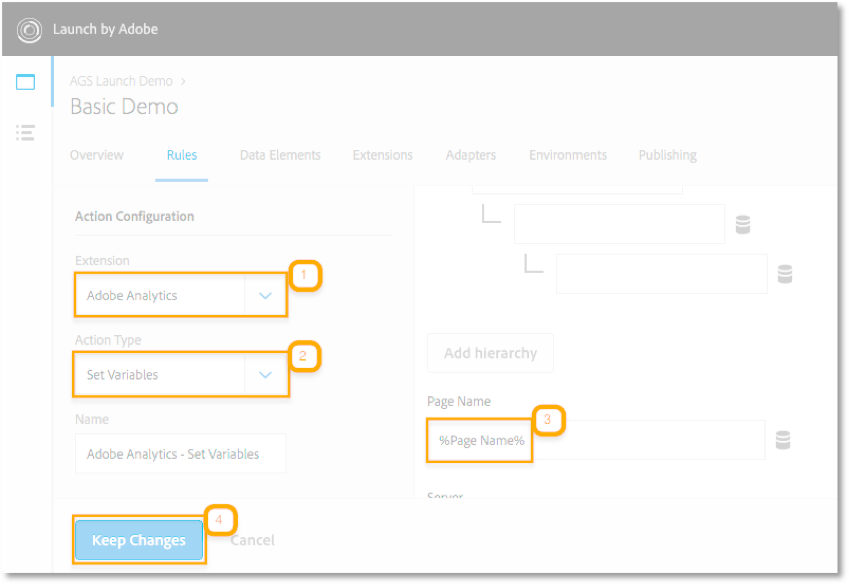 Launch by Adobe
AGS Launch Demo >
Basic Demo
Overview Rules Data Elements Extensions Adapters Environments Publishing
Action Configuration
Extension
1
Adobe Analytics
Action Type
2
Set Variables
Name
Adobe Analytics - Set Variables
Add hierarchy
Page Name
3
%Page Name%
Server
4
Keep Changes Cancel